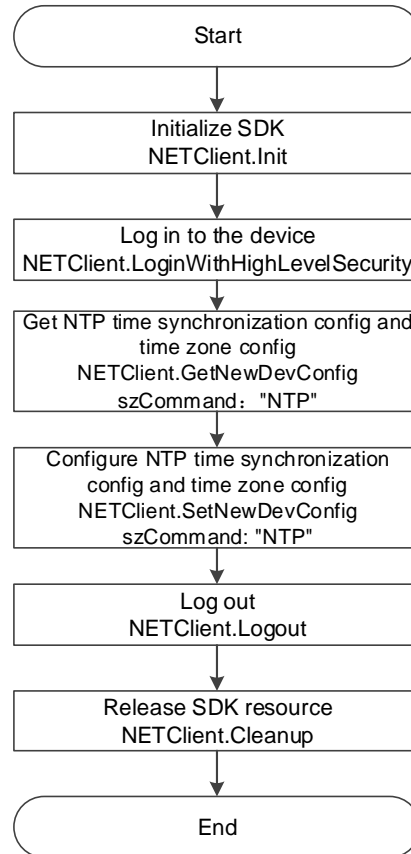 Start
Initialize SDK
NETClient.Init
Log in to the device
NETClient.LoginWithHighLevelSecurity
Get NTP time synchronization config and
time zone config
NETClient.GetNewDevConfig
szCommand："NTP"
Configure NTP time synchronization
config and time zone config
NETClient.SetNewDevConfig
szCommand: "NTP"
Log out
NETClient.Logout
Release SDK resource
NETClient.Cleanup
End